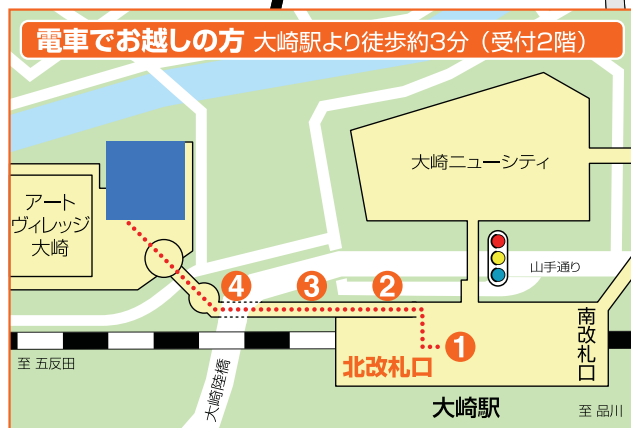 電車でお越しの方 大崎駅より徒歩約3分（受付2階）
大崎ニューシティ
アート
ヴィレッジ
大崎
山手通り
4
3
2
1
北改札口
南改札口
至 五反田
大崎陸橋
大崎駅
至 品川